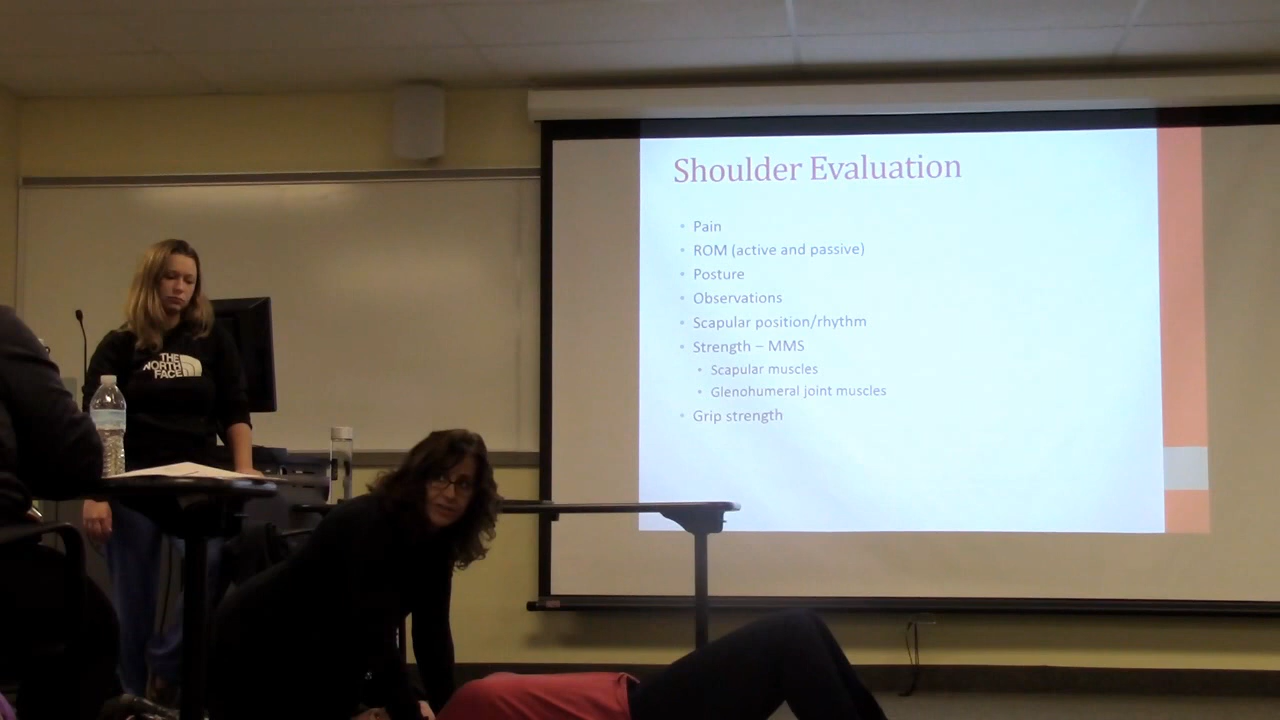 Shoulder Evaluation
• Pain
• ROM (active and passive)
• Posture
• Observations
• Scapular position/rhythm
• Strength – MMS
• Scapular muscles
• Glenohumeral joint muscles
• Grip strength
THE
NORTH
FACE